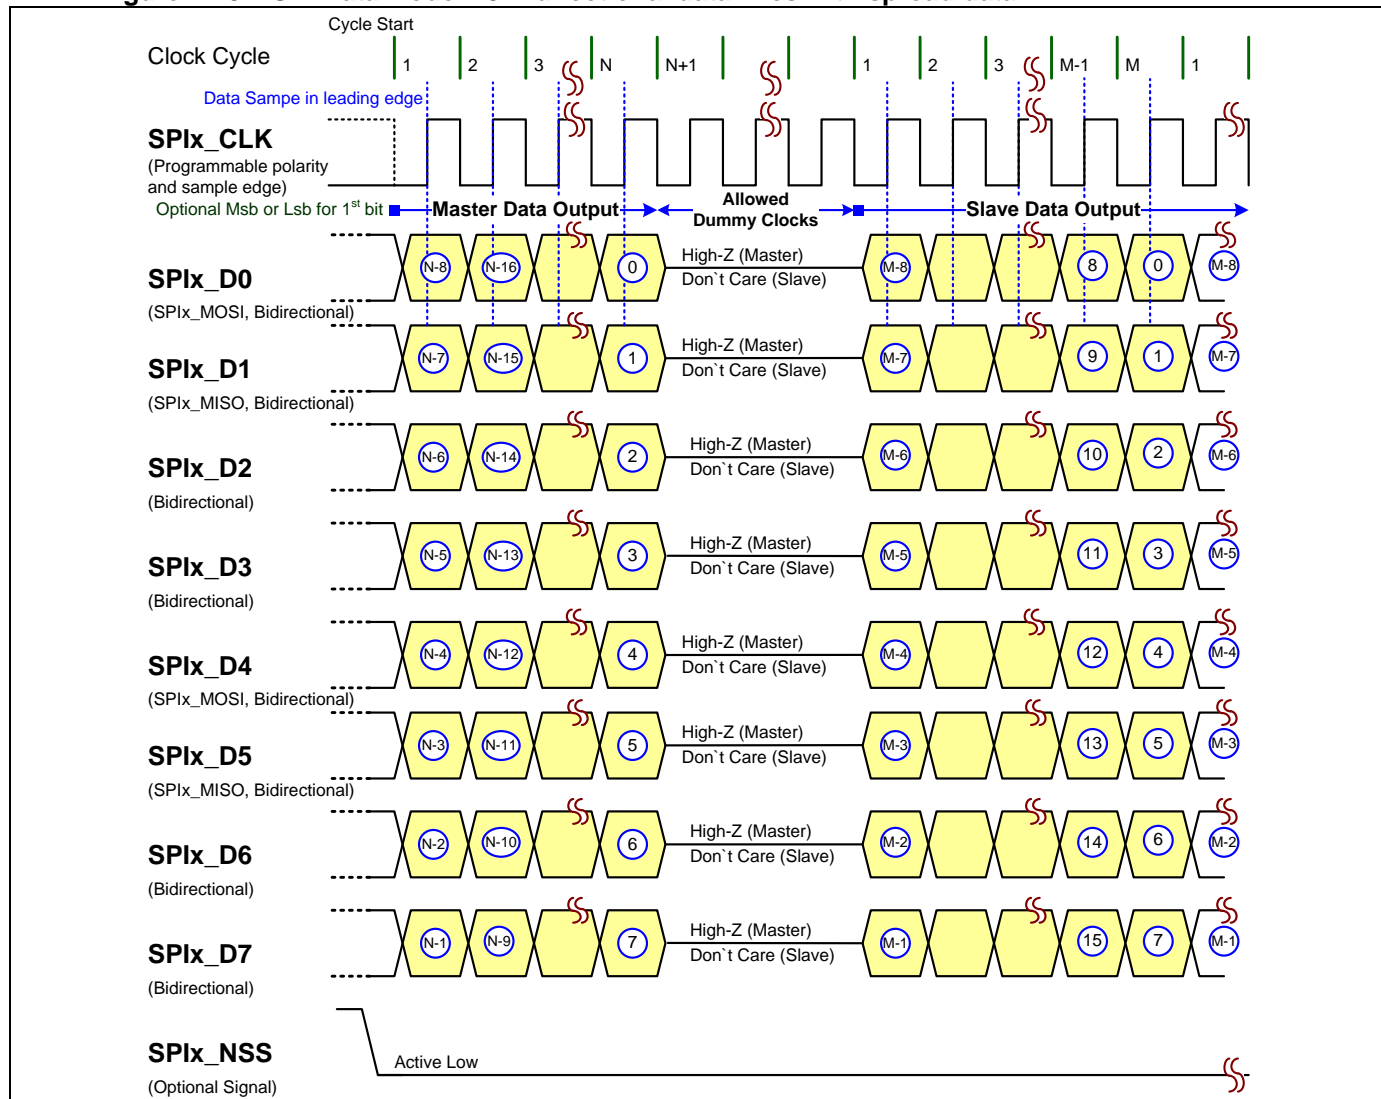 Cycle Start
Clock Cycle
1 2 3 N N+1 1 2 3 M-1 M 1
Data Sampe in leading edge
SPIx_CLK
(Programmable polarity
and sample edge)
Optional Msb or Lsb for 1st bit
Master Data Output
Allowed
Dummy Clocks
Slave Data Output
SPIx_D0
(SPIx_MOSI, Bidirectional)
N-8 N-16 0
High-Z (Master)
Don`t Care (Slave)
M-8 8 0 M-8
SPIx_D1
(SPIx_MISO, Bidirectional)
N-7 N-15 1
High-Z (Master)
Don`t Care (Slave)
M-7 9 1 M-7
SPIx_D2
(Bidirectional)
N-6 N-14 2
High-Z (Master)
Don`t Care (Slave)
M-6 10 2 M-6
SPIx_D3
(Bidirectional)
N-5 N-13 3
High-Z (Master)
Don`t Care (Slave)
M-5 11 3 M-5
SPIx_D4
(SPIx_MOSI, Bidirectional)
N-4 N-12 4
High-Z (Master)
Don`t Care (Slave)
M-4 12 4 M-4
SPIx_D5
(SPIx_MISO, Bidirectional)
N-3 N-11 5
High-Z (Master)
Don`t Care (Slave)
M-3 13 5 M-3
SPIx_D6
(Bidirectional)
N-2 N-10 6
High-Z (Master)
Don`t Care (Slave)
M-2 14 6 M-2
SPIx_D7
(Bidirectional)
N-1 N-9 7
High-Z (Master)
Don`t Care (Slave)
M-1 15 7 M-1
SPIx_NSS
(Optional Signal)
Active Low